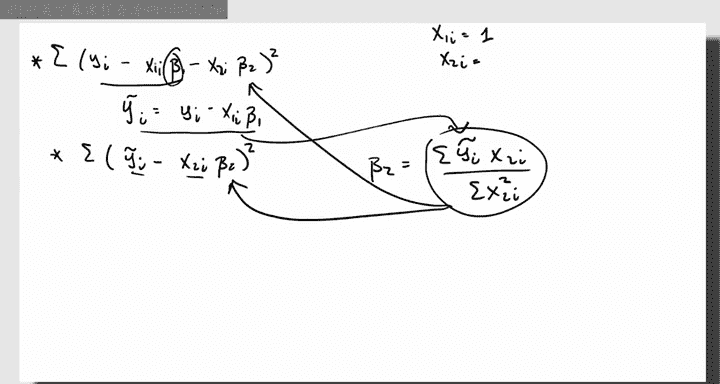 * Σ (yi - x1i β1 - x2i β2)²
x1i = 1
x2i =
ỹi = yi - x1i β1
* Σ (ỹi - x2i β2)²
β2 = Σ ỹi x2i / Σ x²2i